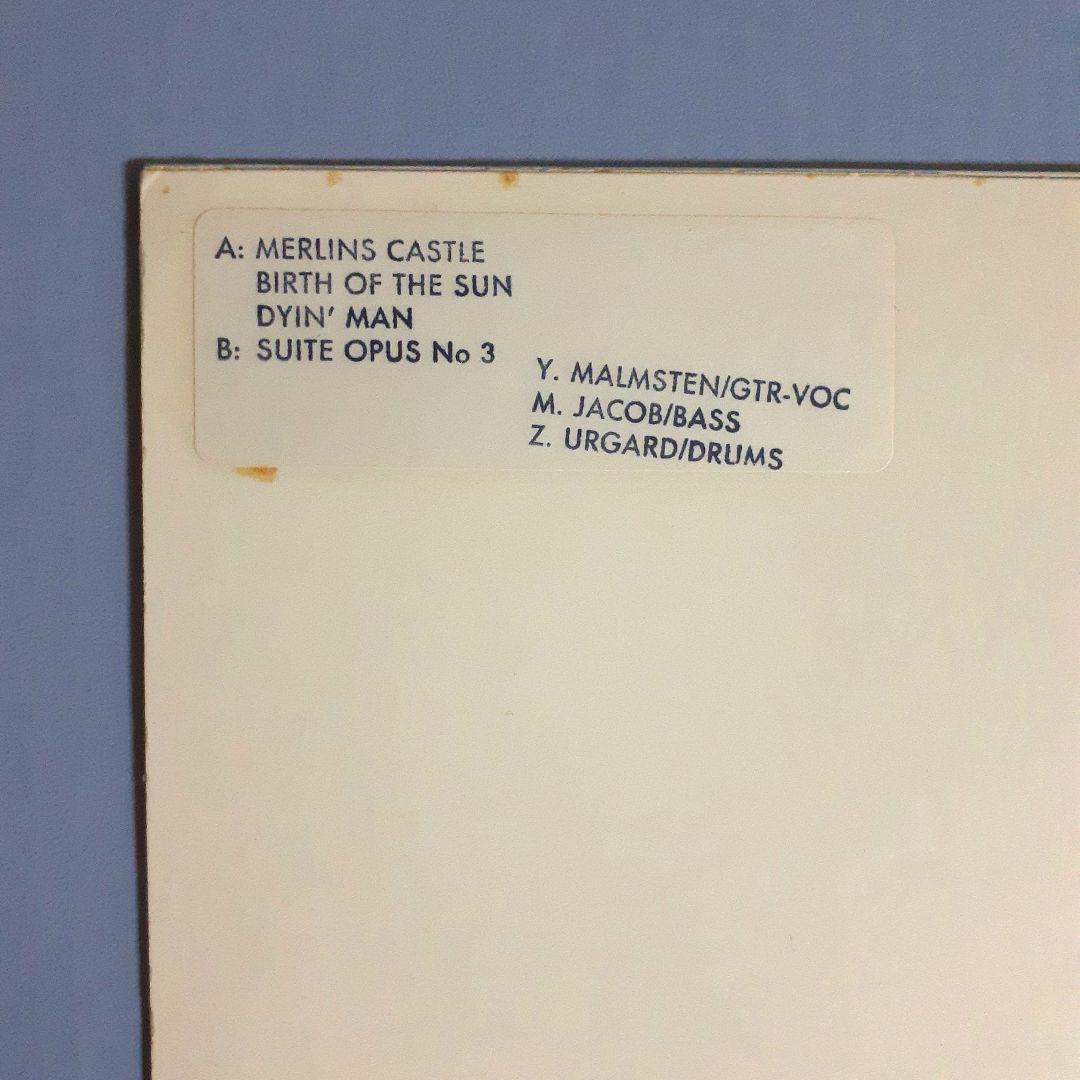 A: MERLINS CASTLE
BIRTH OF THE SUN
DYIN' MAN
B: SUITE OPUS No 3
Y. MALMSTEN/GTR-VOC
M. JACOB/BASS
Z. URGARD/DRUMS